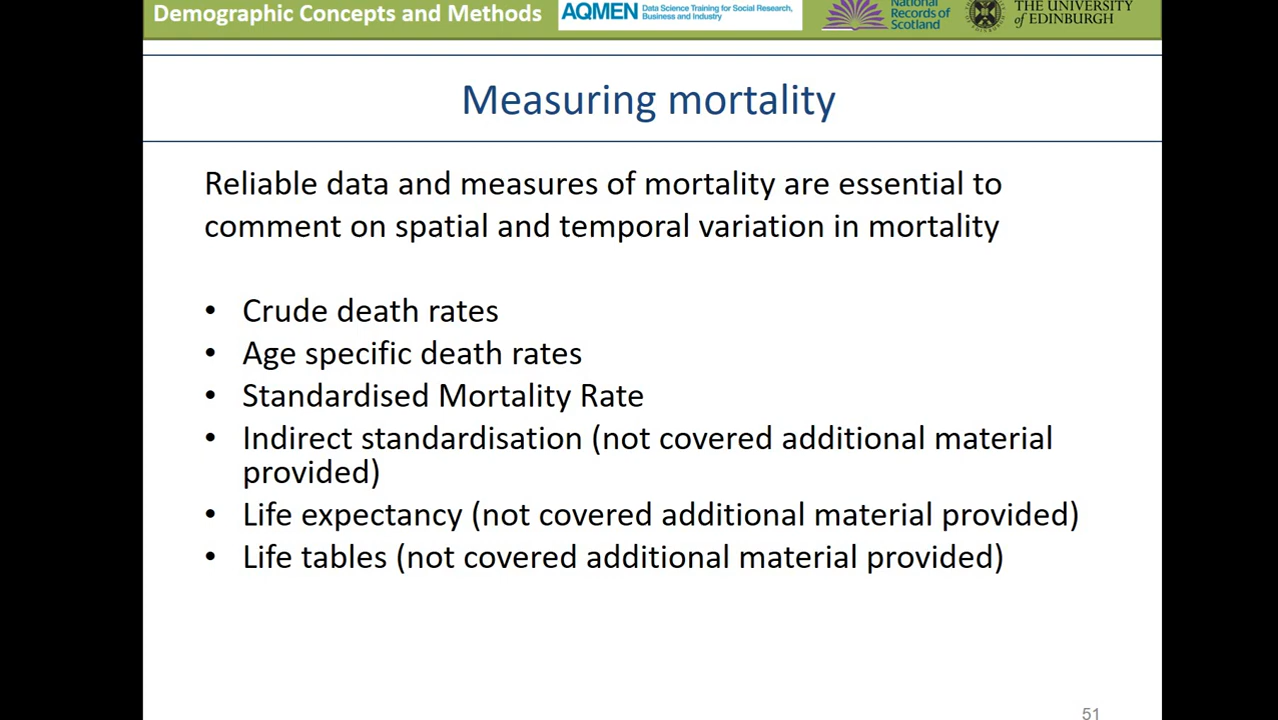 Demographic Concepts and Methods
AQMEN Data Science Training for Social Research,
Business and Industry
National
Records of
Scotland
THE UNIVERSITY
of EDINBURGH
Measuring mortality
Reliable data and measures of mortality are essential to
comment on spatial and temporal variation in mortality
• Crude death rates
• Age specific death rates
• Standardised Mortality Rate
• Indirect standardisation (not covered additional material
provided)
• Life expectancy (not covered additional material provided)
• Life tables (not covered additional material provided)
51